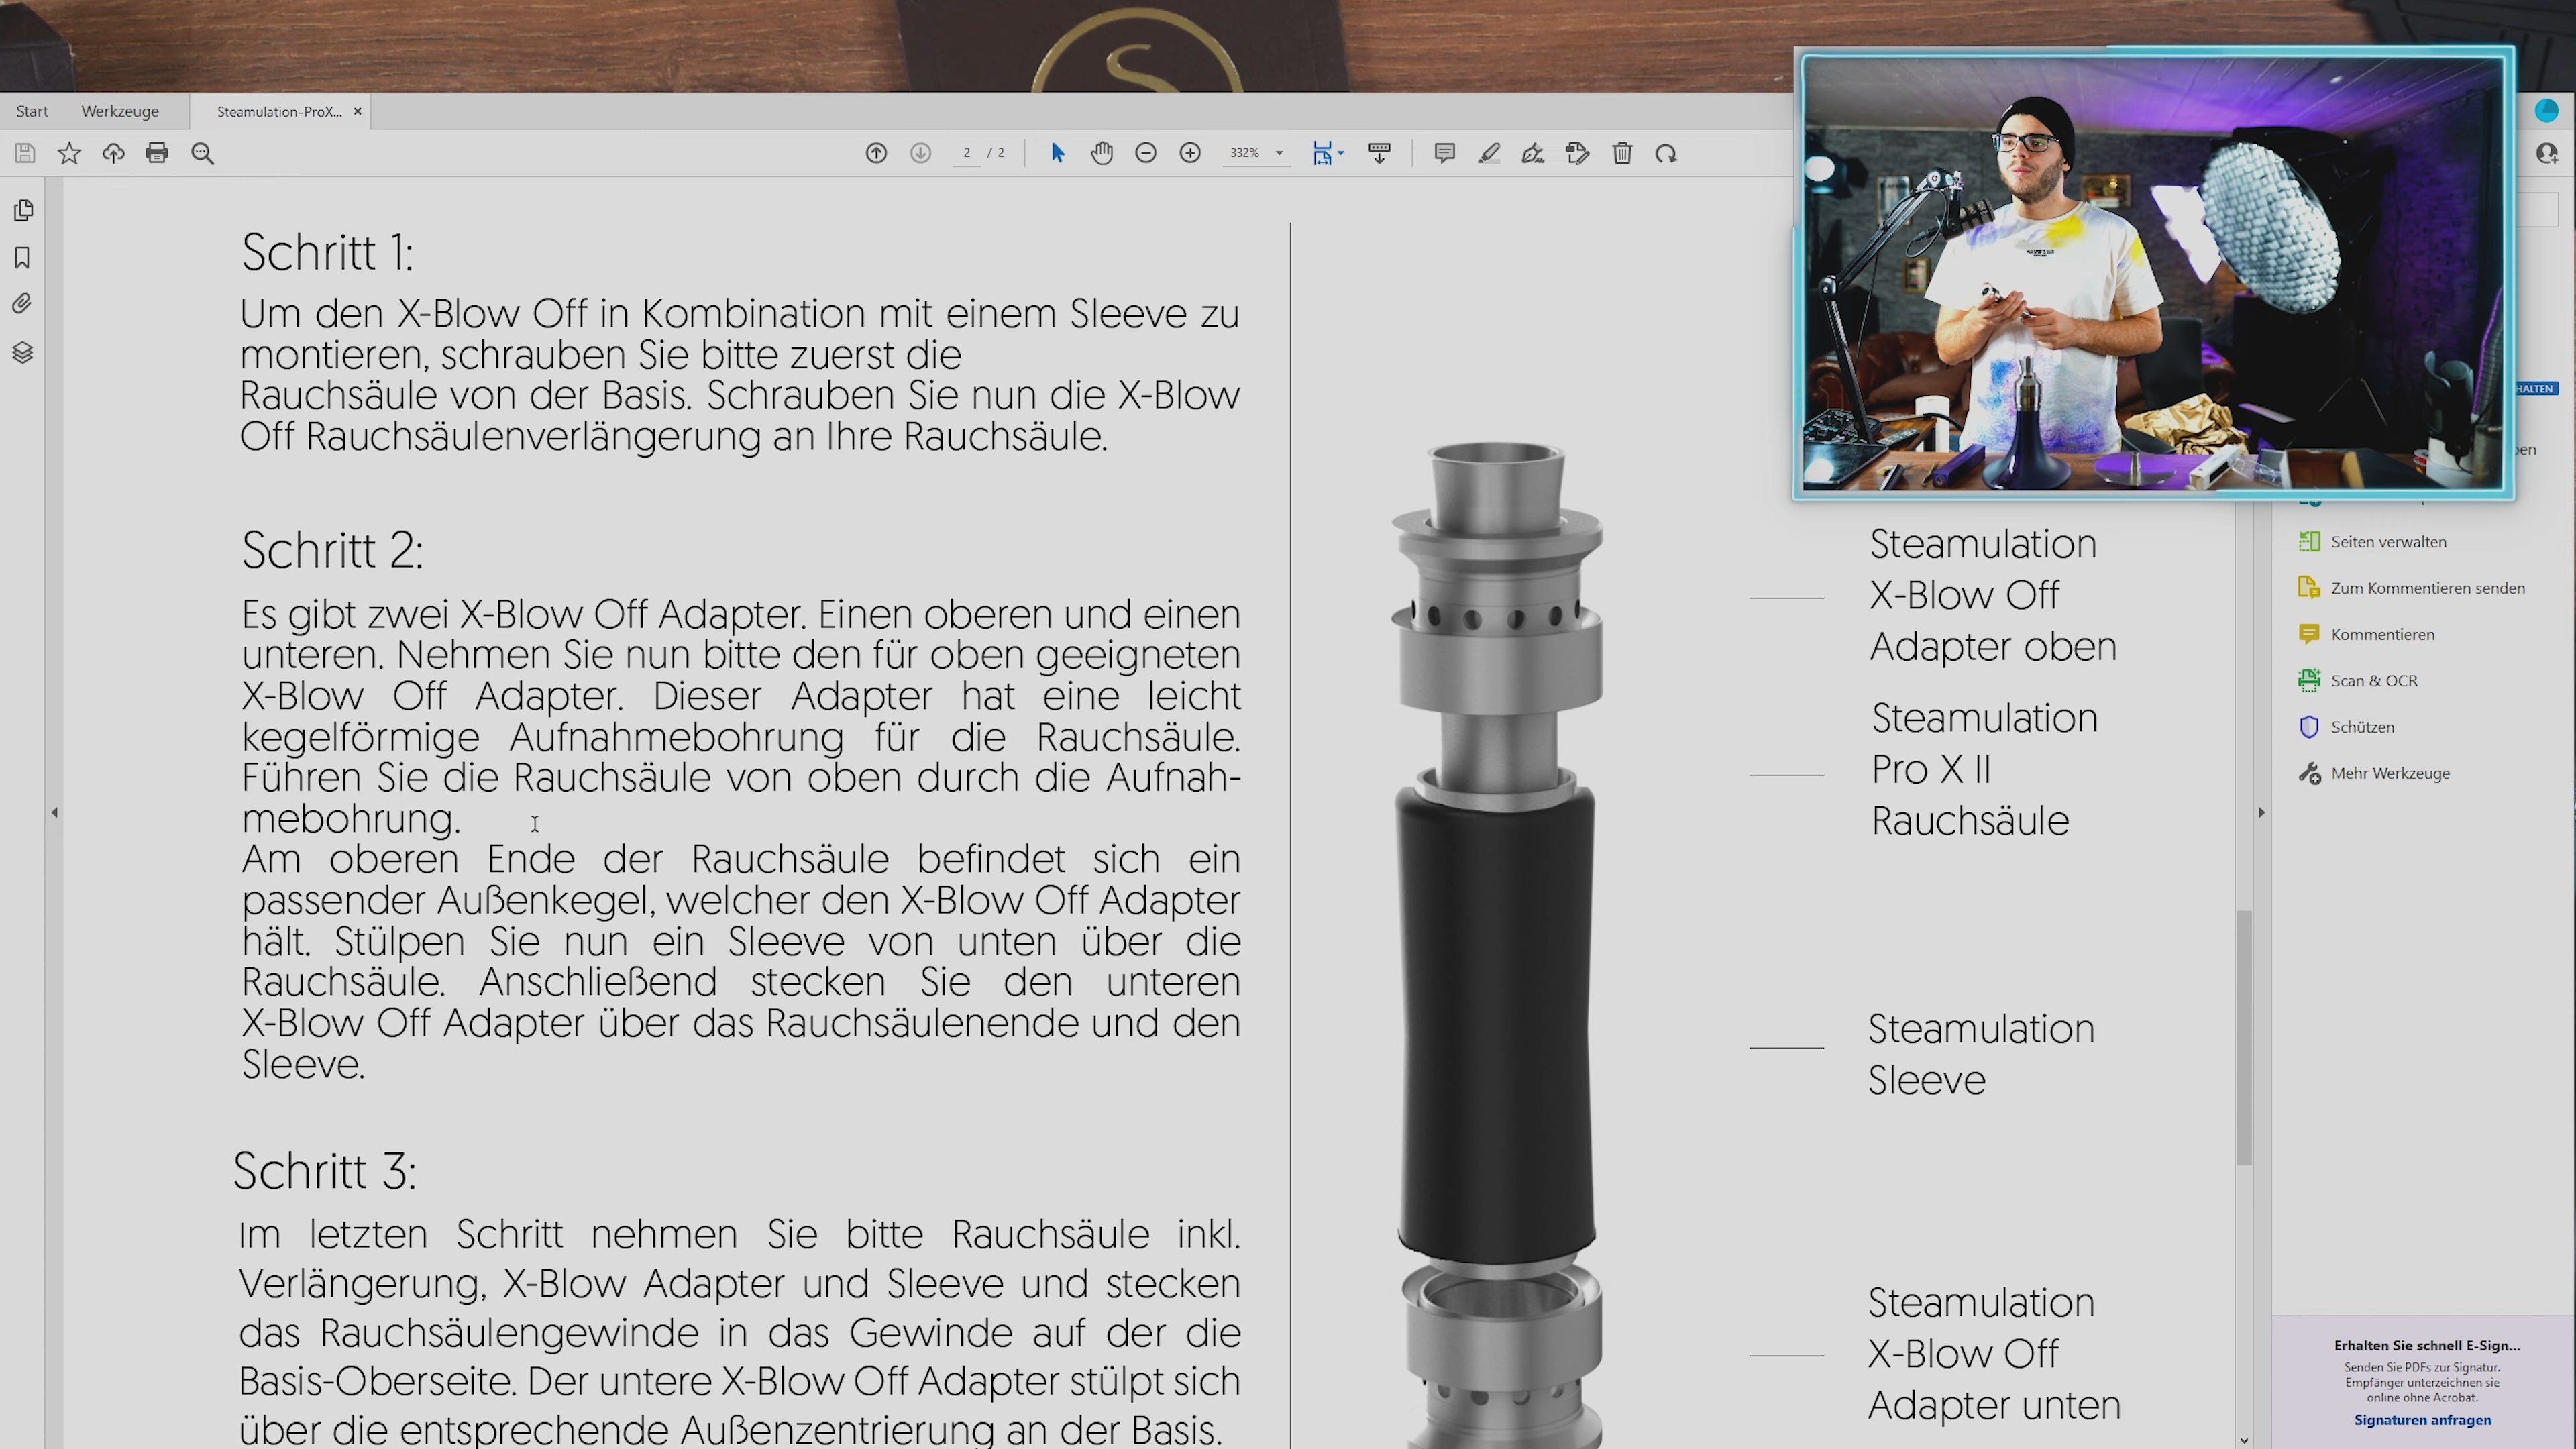 Start
Werkzeuge
Steamulation-ProX...
2 / 2
332%
Schritt 1:
Um den X-Blow Off in Kombination mit einem Sleeve zu
montieren, schrauben Sie bitte zuerst die
Rauchsäule von der Basis. Schrauben Sie nun die X-Blow
Off Rauchsäulenverlängerung an Ihre Rauchsäule.
Schritt 2:
Es gibt zwei X-Blow Off Adapter. Einen oberen und einen
unteren. Nehmen Sie nun bitte den für oben geeigneten
X-Blow Off Adapter. Dieser Adapter hat eine leicht
kegelförmige Aufnahmebohrung für die Rauchsäule.
Führen Sie die Rauchsäule von oben durch die Aufnah-
mebohrung.
Am oberen Ende der Rauchsäule befindet sich ein
passender Außenkegel, welcher den X-Blow Off Adapter
hält. Stülpen Sie nun ein Sleeve von unten über die
Rauchsäule. Anschließend stecken Sie den unteren
X-Blow Off Adapter über das Rauchsäulenende und den
Sleeve.
Schritt 3:
Im letzten Schritt nehmen Sie bitte Rauchsäule inkl.
Verlängerung, X-Blow Adapter und Sleeve und stecken
das Rauchsäulengewinde in das Gewinde auf der die
Basis-Oberseite. Der untere X-Blow Off Adapter stülpt sich
über die entsprechende Außenzentrierung an der Basis.
Steamulation
X-Blow Off
Adapter oben
Steamulation
Pro X II
Rauchsäule
Steamulation
Sleeve
Steamulation
X-Blow Off
Adapter unten
HALTEN
Seiten verwalten
Zum Kommentieren senden
Kommentieren
Scan & OCR
Schützen
Mehr Werkzeuge
Erhalten Sie schnell E-Sign...
Senden Sie PDFs zur Signatur.
Empfänger unterzeichnen sie
online ohne Acrobat.
Signaturen anfragen